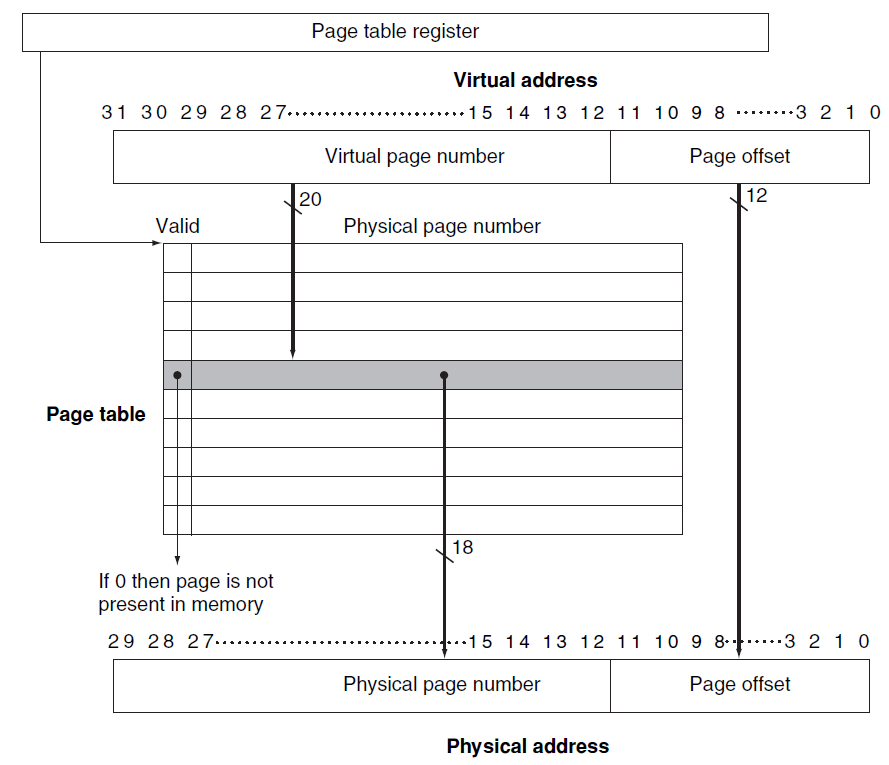 Page table register
Virtual address
31 30 29 28 27........................15 14 13 12 11 10 9 8 ........3 2 1 0
Virtual page number Page offset
20 12
Valid Physical page number
Page table
18
If 0 then page is not
present in memory
29 28 27..................................15 14 13 12 11 10 9 8........3 2 1 0
Physical page number Page offset
Physical address